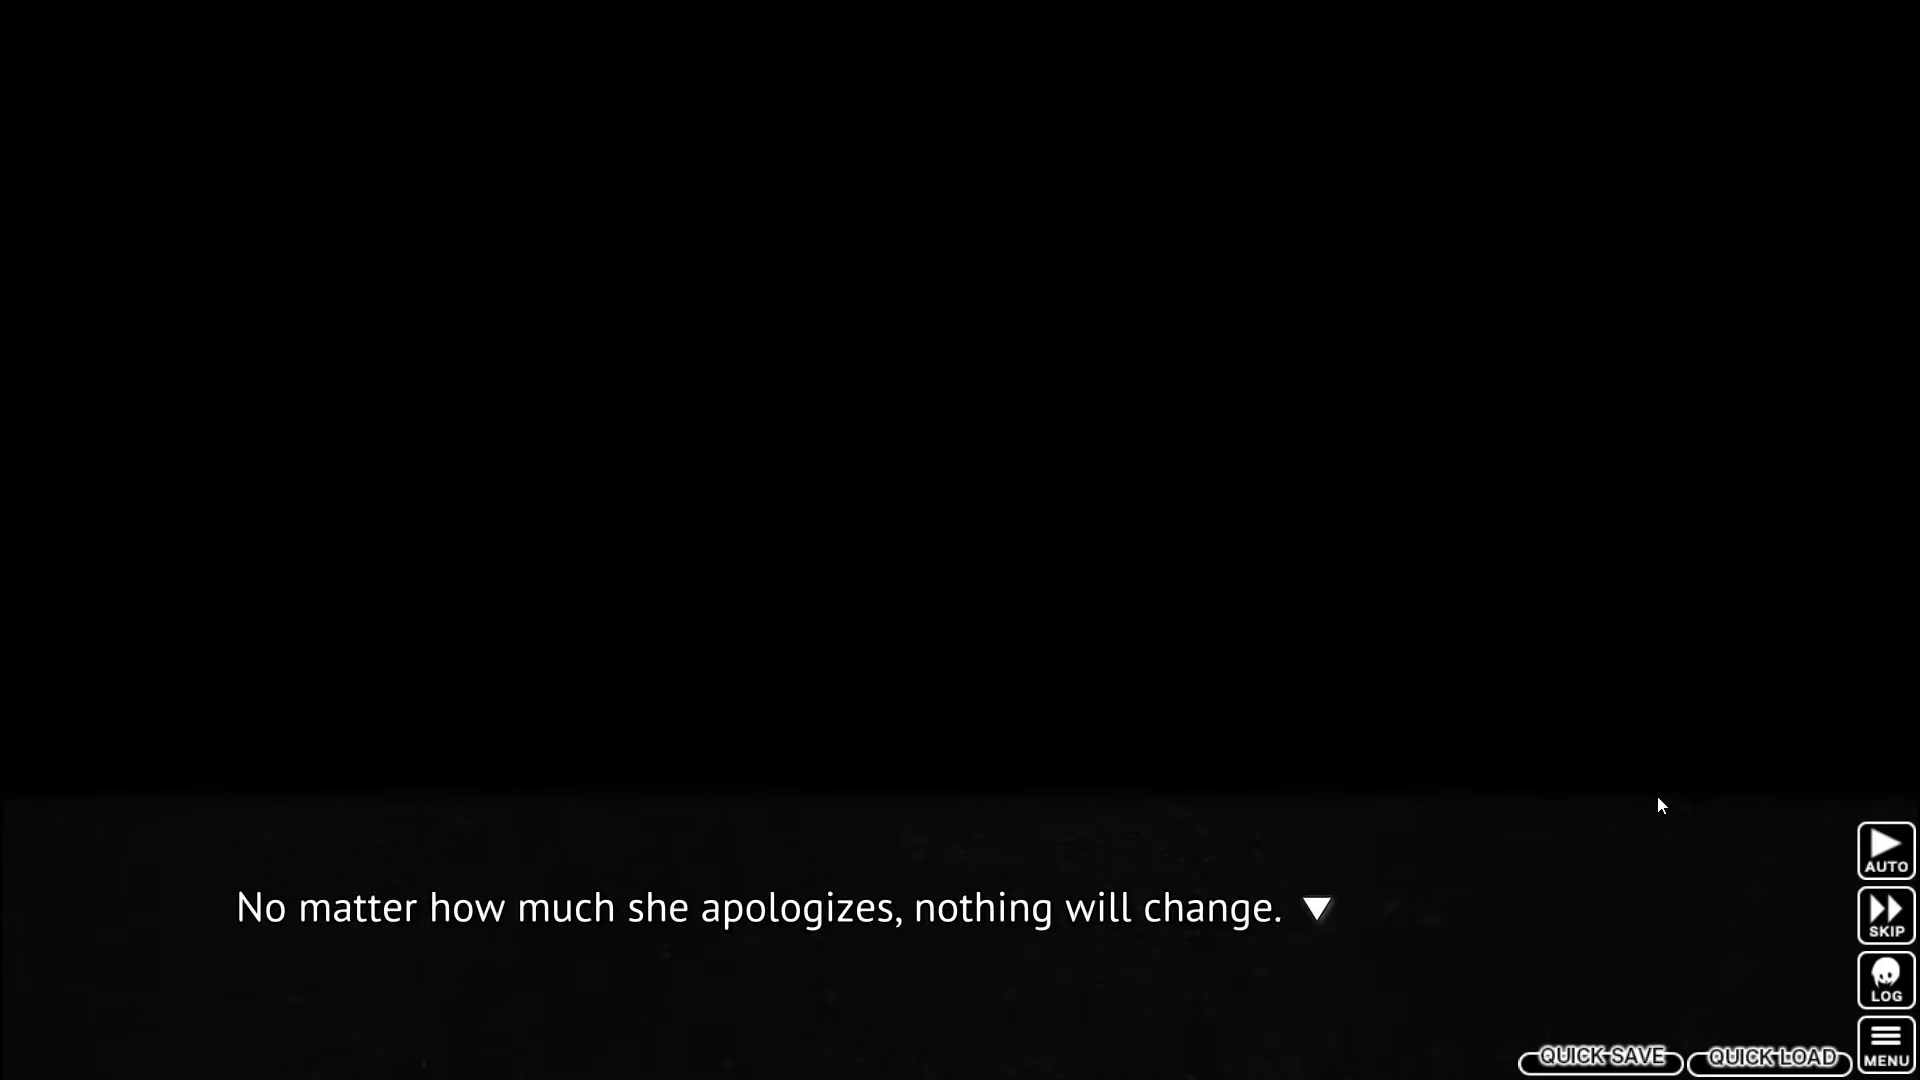 No matter how much she apologizes, nothing will change.
AUTO
SKIP
LOG
MENU
QUICK SAVE
QUICK LOAD